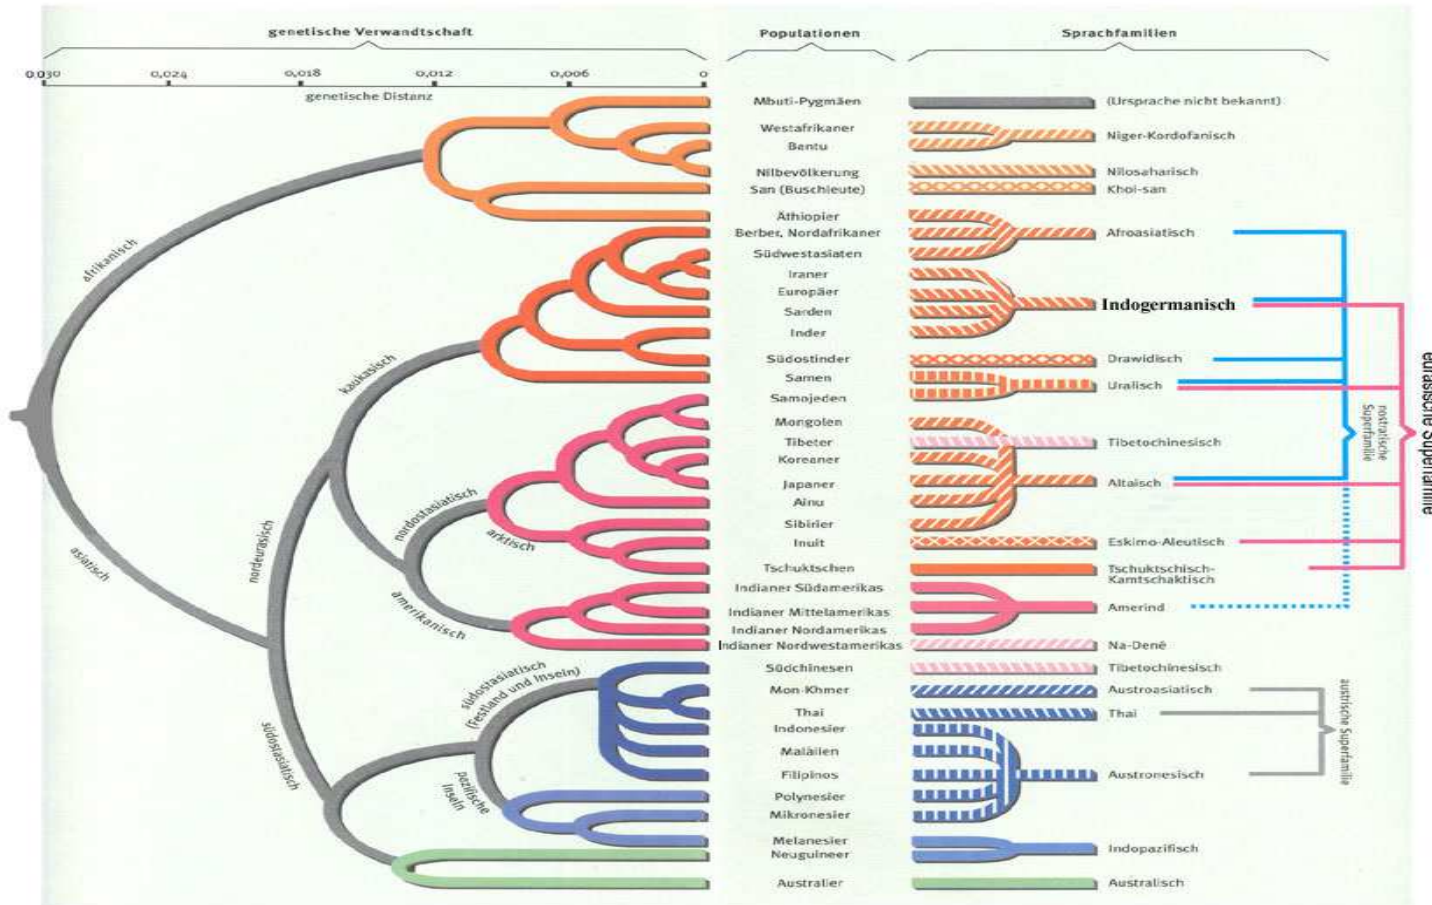 genetische Verwandtschaft
Populationen
Sprachfamilien
0,030
0,024
0,018
0,012
0,006
0
genetische Distanz
afrikanisch
asiatisch
kaukasisch
nordeurasisch
nordostasiatisch
arktisch
amerikanisch
südostasiatisch
südostasiatisch
(Festland und Inseln)
pazifische
Inseln
Mbuti-Pygmäen
Westafrikaner
Bantu
Nilbevölkerung
San (Buschleute)
Äthiopier
Berber, Nordafrikaner
Südwestasiaten
Iraner
Europäer
Sarden
Inder
Südostinder
Samen
Samojeden
Mongolen
Tibeter
Koreaner
Japaner
Ainu
Sibirier
Inuit
Tschuktschen
Indianer Südamerikas
Indianer Mittelamerikas
Indianer Nordamerikas
Indianer Nordwestamerikas
Südchinesen
Mon-Khmer
Thai
Indonesier
Malaiien
Filipinos
Polynesier
Mikronesier
Melanesier
Neuguineer
Australier
(Ursprache nicht bekannt)
Niger-Kordofanisch
Nilosaharisch
Khoi-san
Afroasiatisch
Indogermanisch
Drawidisch
Uralisch
Tibetochinesisch
Altaisch
Eskimo-Aleutisch
Tschuktschisch-
Kamtschaktisch
Amerind
Na-Dené
Tibetochinesisch
Austroasiatisch
Thai
Austronesisch
Indopazifisch
Australisch
nostratische
Superfamilie
eurasische Superfamilie
austrische Superfamilie